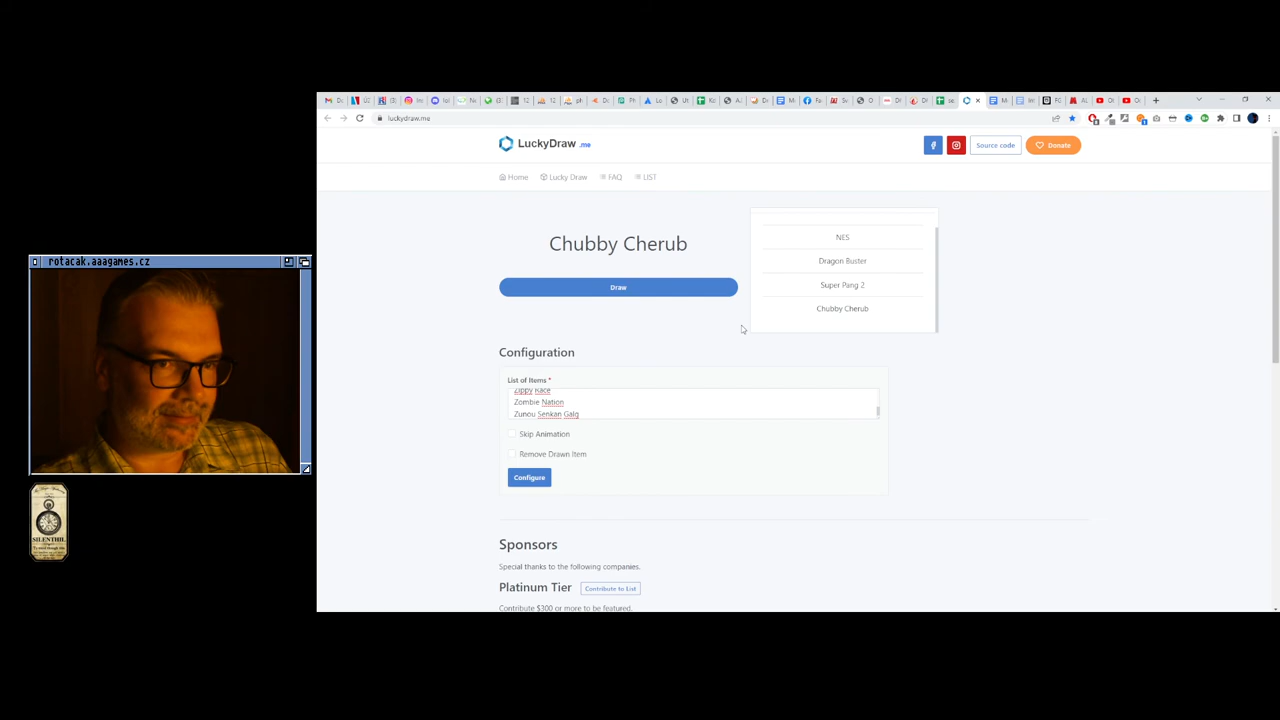 luckydraw.me
LuckyDraw .me
Source code
Donate
Home
Lucky Draw
FAQ
LIST
Chubby Cherub
Draw
NES
Dragon Buster
Super Pang 2
Chubby Cherub
Configuration
List of Items *
Zippy Race
Zombie Nation
Zunou Senkan Galg
Skip Animation
Remove Drawn Item
Configure
Sponsors
Special thanks to the following companies.
Platinum Tier
Contribute to List
Contribute $300 or more to be featured.
rotacak.aaagames.cz